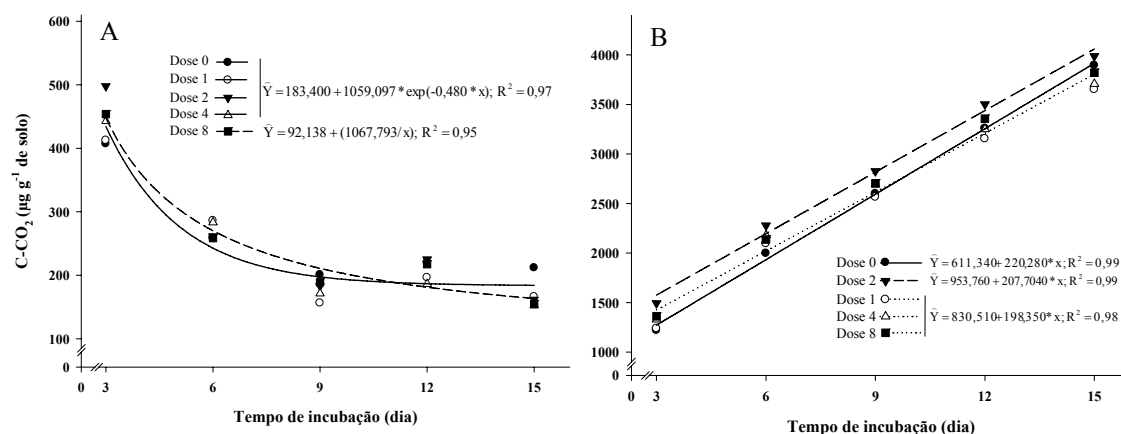 A
600
500
400
300
200
100
0
C-CO₂ (µg g⁻¹ de solo)
Dose 0
Dose 1
Dose 2
Dose 4
Dose 8
Ŷ=183,400+1059,097*exp(-0,480*x); R² =0,97
Ŷ=92,138+(1067,793/x); R² =0,95
0 3 6 9 12 15
Tempo de incubação (dia)
B
4000
3500
3000
2500
2000
1500
1000
0
Dose 0 Ŷ=611,340+220,280*x; R² =0,99
Dose 2 Ŷ=953,760+207,7040*x; R² =0,99
Dose 1
Dose 4 Ŷ=830,510+198,350*x; R² =0,98
Dose 8
0 3 6 9 12 15
Tempo de incubação (dia)